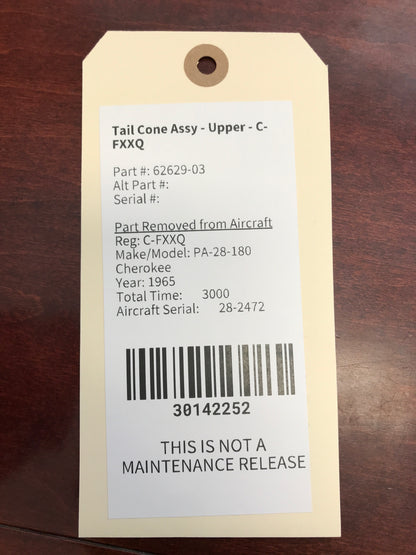 Tail Cone Assy - Upper - C-
FXXQ
Part #: 62629-03
Alt Part #:
Serial #:
Part Removed from Aircraft
Reg: C-FXXQ
Make/Model: PA-28-180
Cherokee
Year: 1965
Total Time: 3000
Aircraft Serial: 28-2472
30142252
THIS IS NOT A
MAINTENANCE RELEASE